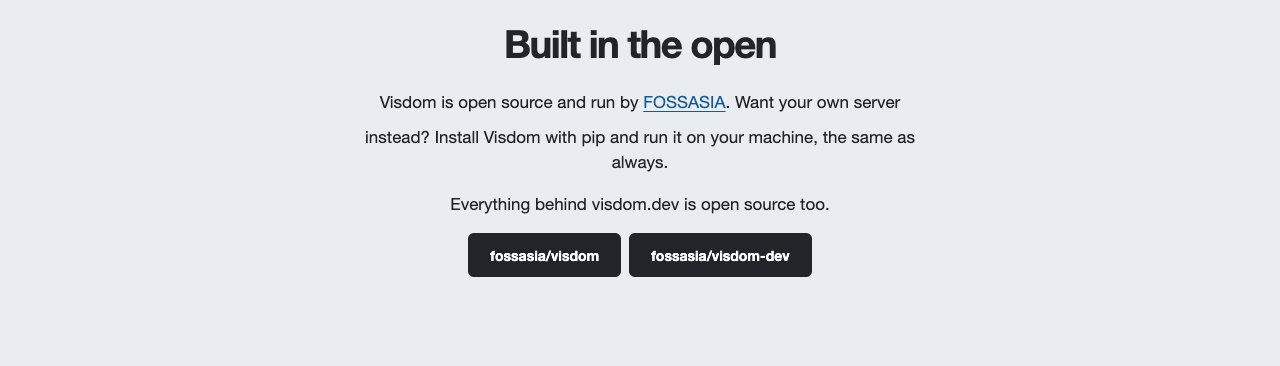 Built in the open
Visdom is open source and run by FOSSASIA. Want your own server
instead? Install Visdom with pip and run it on your machine, the same as
always.
Everything behind visdom.dev is open source too.
fossasia/visdom
fossasia/visdom-dev